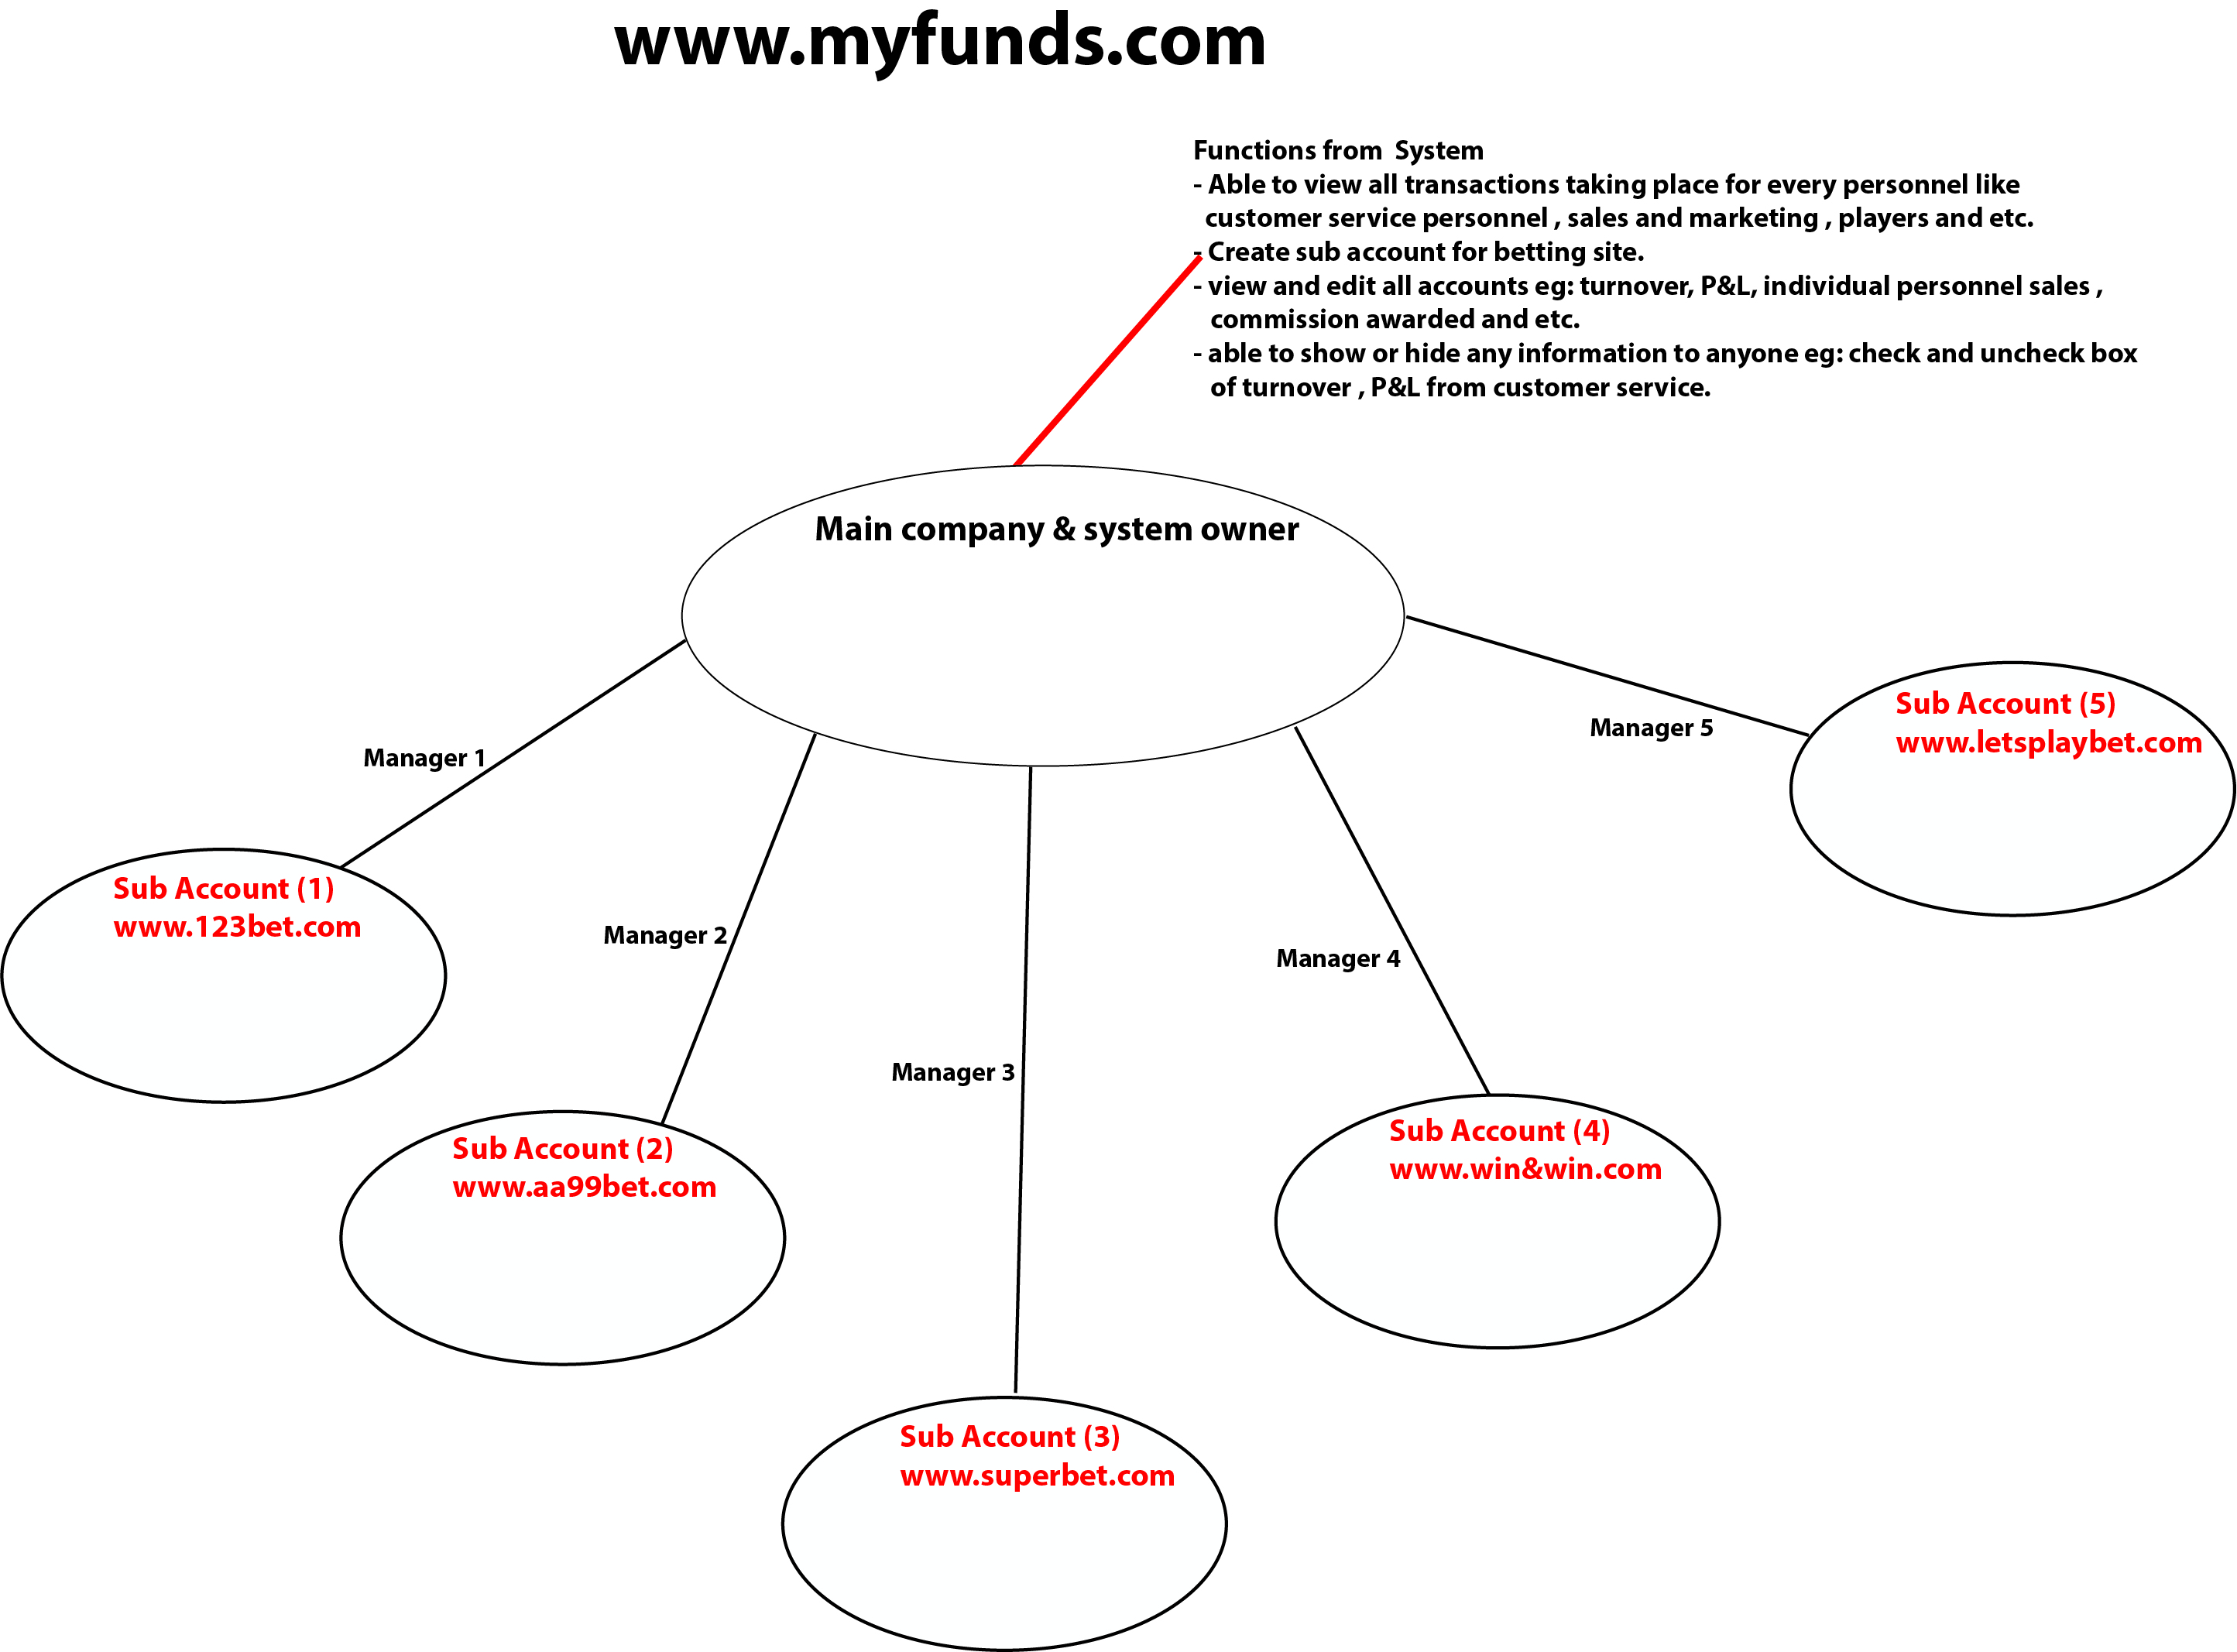 www.myfunds.com
Functions from  System
- Able to view all transactions taking place for every personnel like
customer service personnel , sales and marketing , players and etc.
- Create sub account for betting site.
- view and edit all accounts eg: turnover, P&L, individual personnel sales ,
commission awarded and etc.
- able to show or hide any information to anyone eg: check and uncheck box
of turnover , P&L from customer service.
Main company & system owner
Manager 1
Manager 2
Manager 3
Manager 4
Manager 5
Sub Account (1)
www.123bet.com
Sub Account (2)
www.aa99bet.com
Sub Account (3)
www.superbet.com
Sub Account (4)
www.win&win.com
Sub Account (5)
www.letsplaybet.com